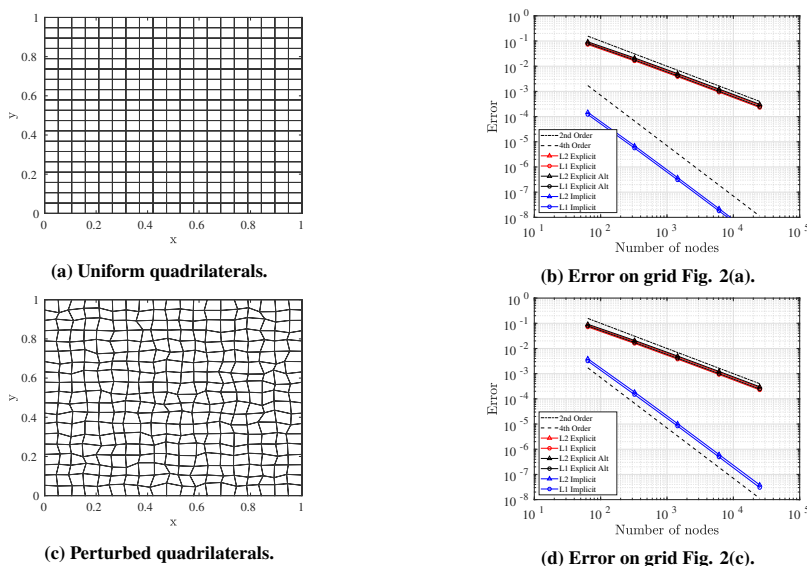 1
0.8
0.6
0.4
0.2
0
y
0 0.2 0.4 0.6 0.8 1
x
(a) Uniform quadrilaterals.
10^0
10^-1
10^-2
10^-3
10^-4
10^-5
10^-6
10^-7
10^-8
Error
2nd Order
4th Order
L2 Explicit
L1 Explicit
L2 Explicit Alt
L1 Explicit Alt
L2 Implicit
L1 Implicit
10^1 10^2 10^3 10^4 10^5
Number of nodes
(b) Error on grid Fig. 2(a).
1
0.8
0.6
0.4
0.2
0
y
0 0.2 0.4 0.6 0.8 1
x
(c) Perturbed quadrilaterals.
10^0
10^-1
10^-2
10^-3
10^-4
10^-5
10^-6
10^-7
10^-8
Error
2nd Order
4th Order
L2 Explicit
L1 Explicit
L2 Explicit Alt
L1 Explicit Alt
L2 Implicit
L1 Implicit
10^1 10^2 10^3 10^4 10^5
Number of nodes
(d) Error on grid Fig. 2(c).